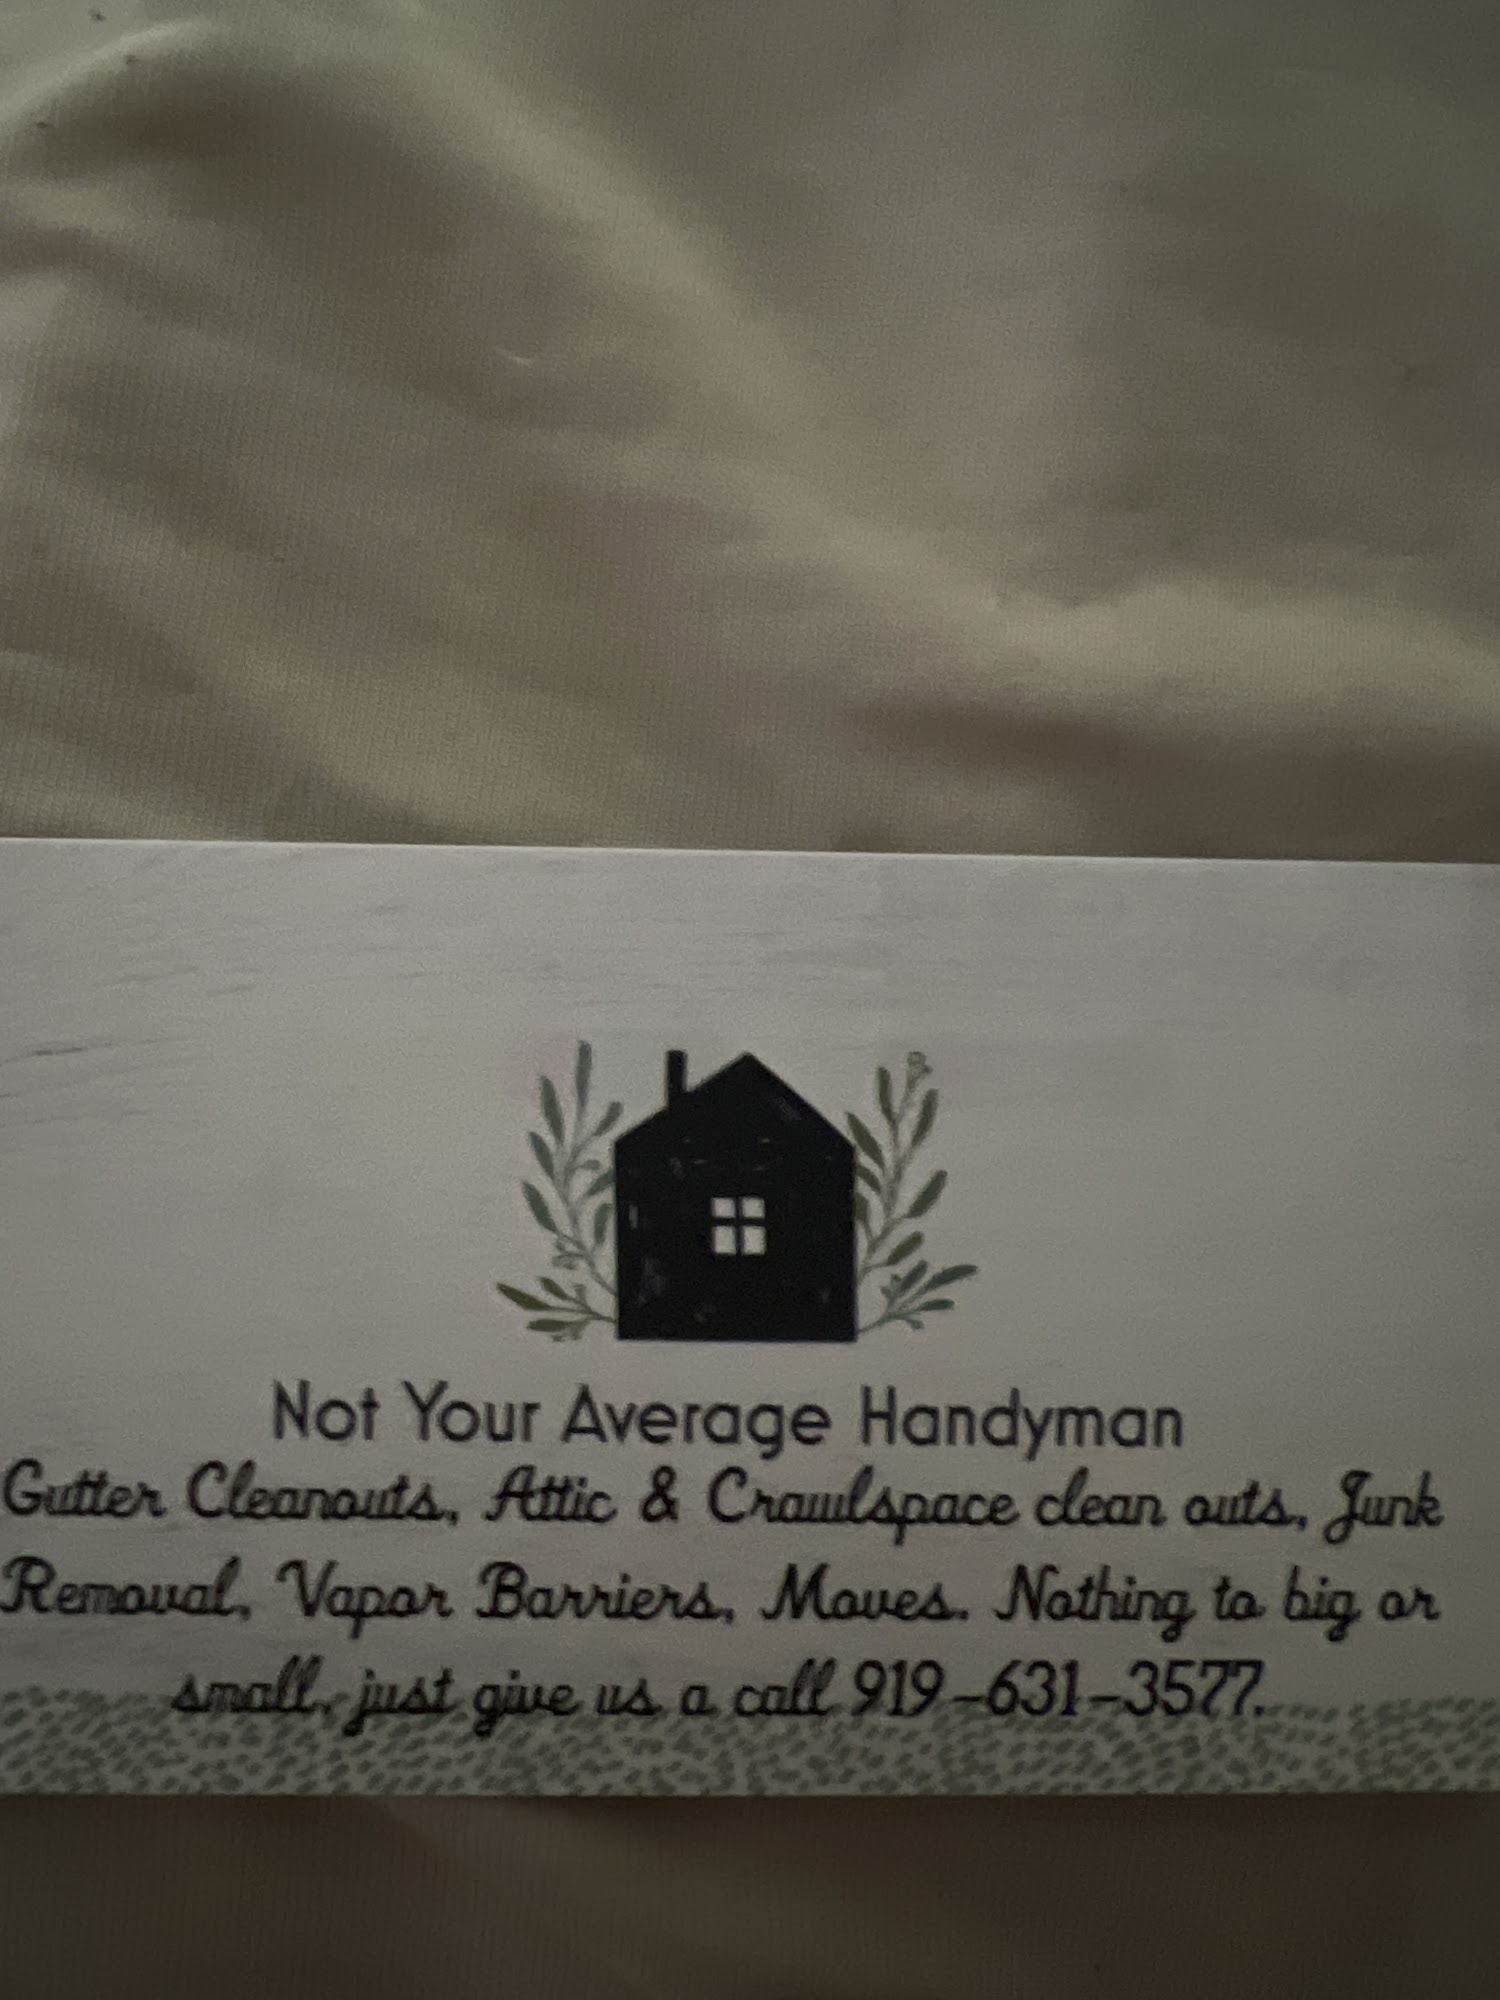 Not Your Average Handyman
Gutter Cleanouts, Attic & Crawlspace clean outs, Junk
Removal, Vapor Barriers, Moves. Nothing to big or
small, just give us a call 919-631-3577.